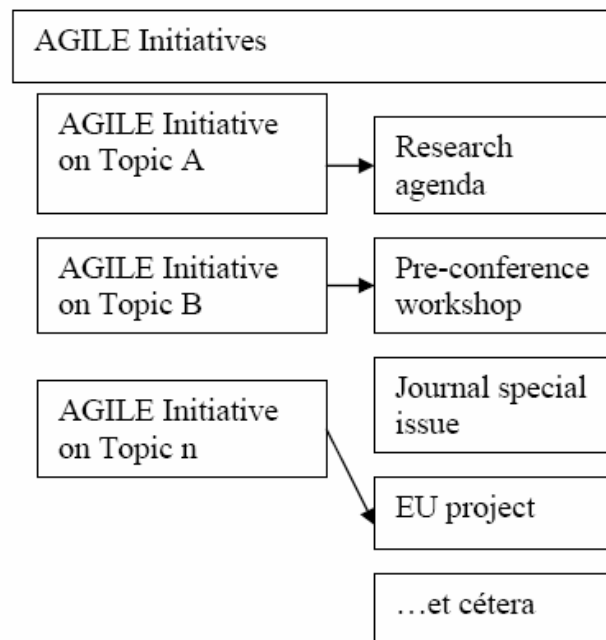 AGILE Initiatives
AGILE Initiative
on Topic A
Research
agenda
AGILE Initiative
on Topic B
Pre-conference
workshop
AGILE Initiative
on Topic n
Journal special
issue
EU project
…et cétera